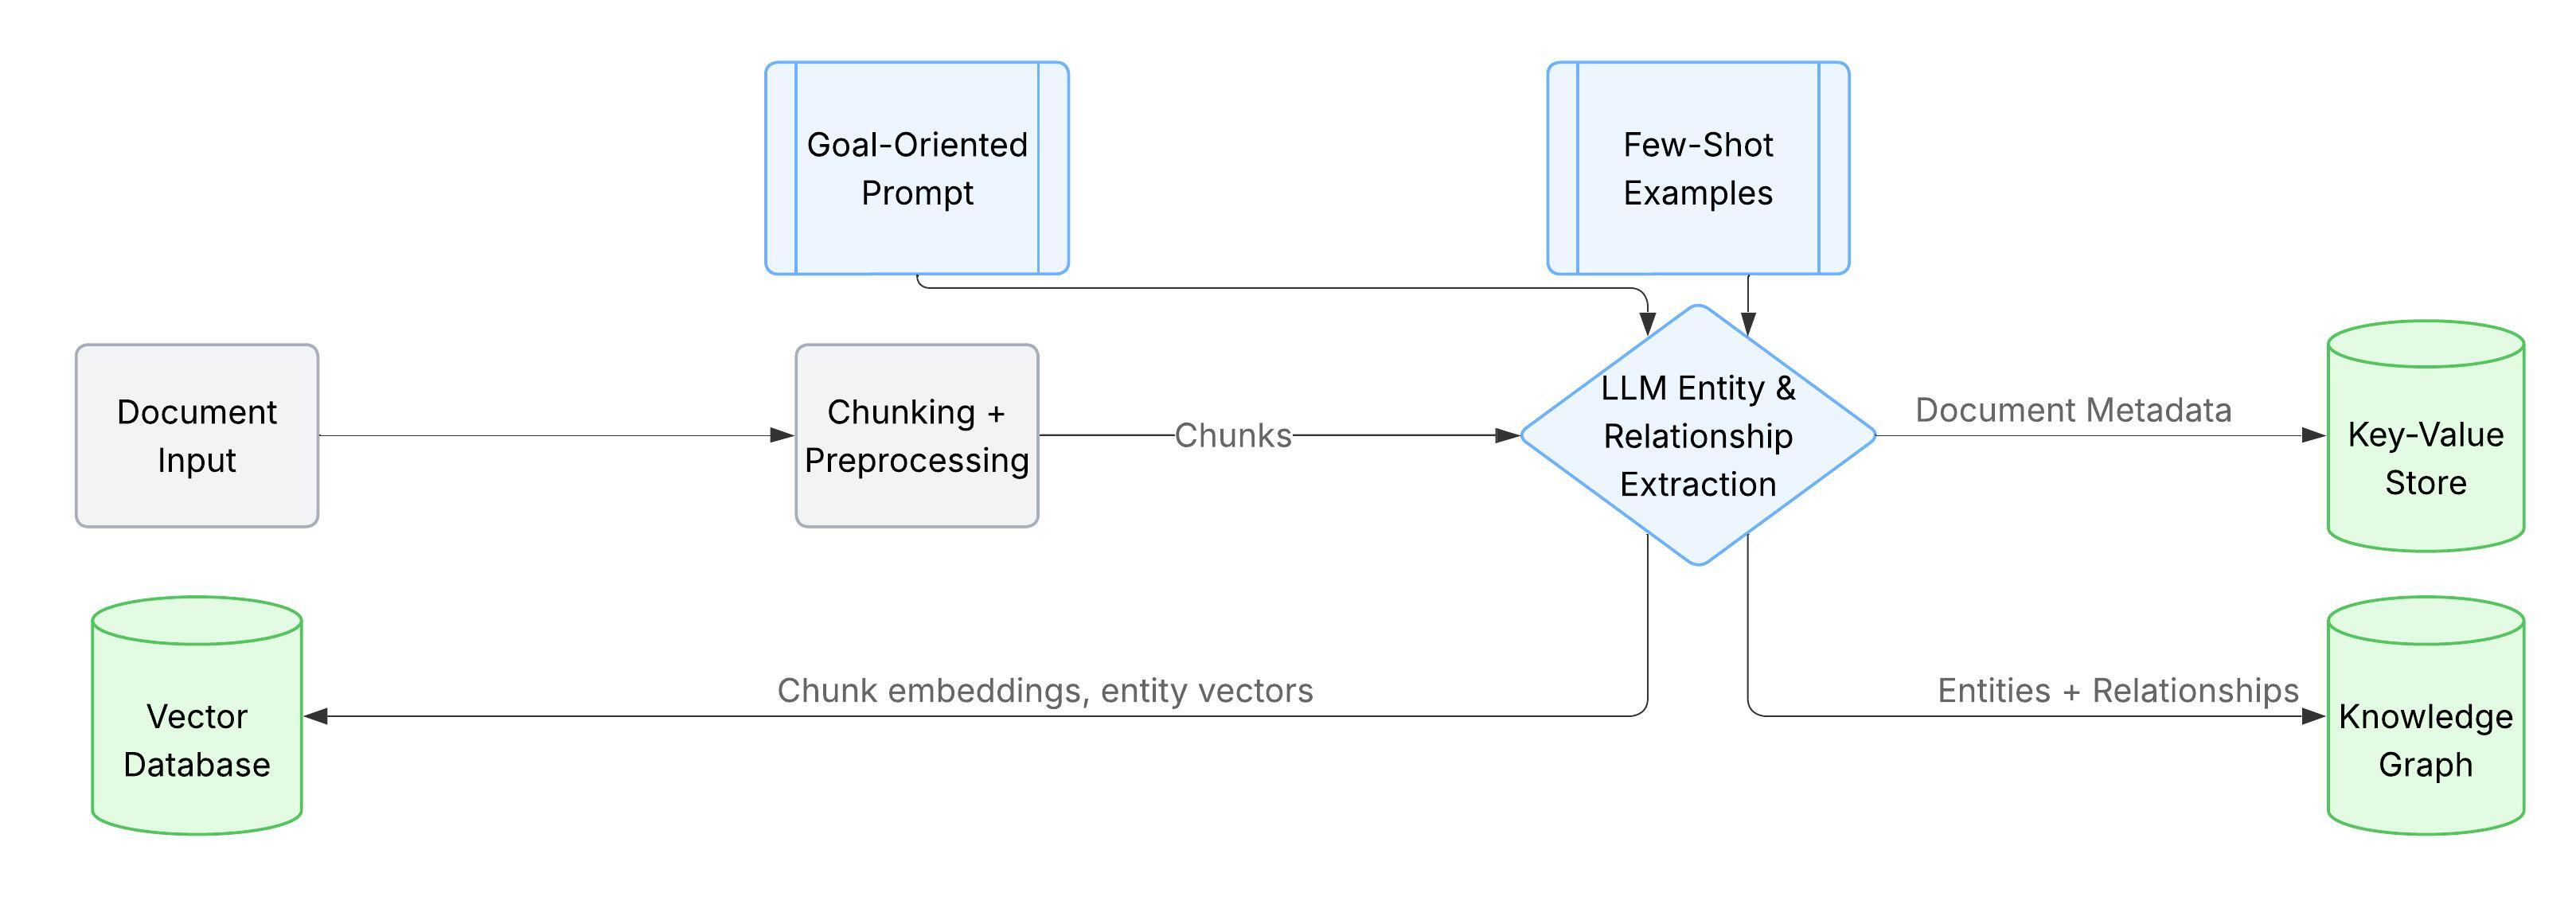 Goal-Oriented
Prompt
Few-Shot
Examples
Document
Input
Chunking +
Preprocessing
Chunks
LLM Entity &
Relationship
Extraction
Document Metadata
Key-Value
Store
Vector
Database
Chunk embeddings, entity vectors
Entities + Relationships
Knowledge
Graph